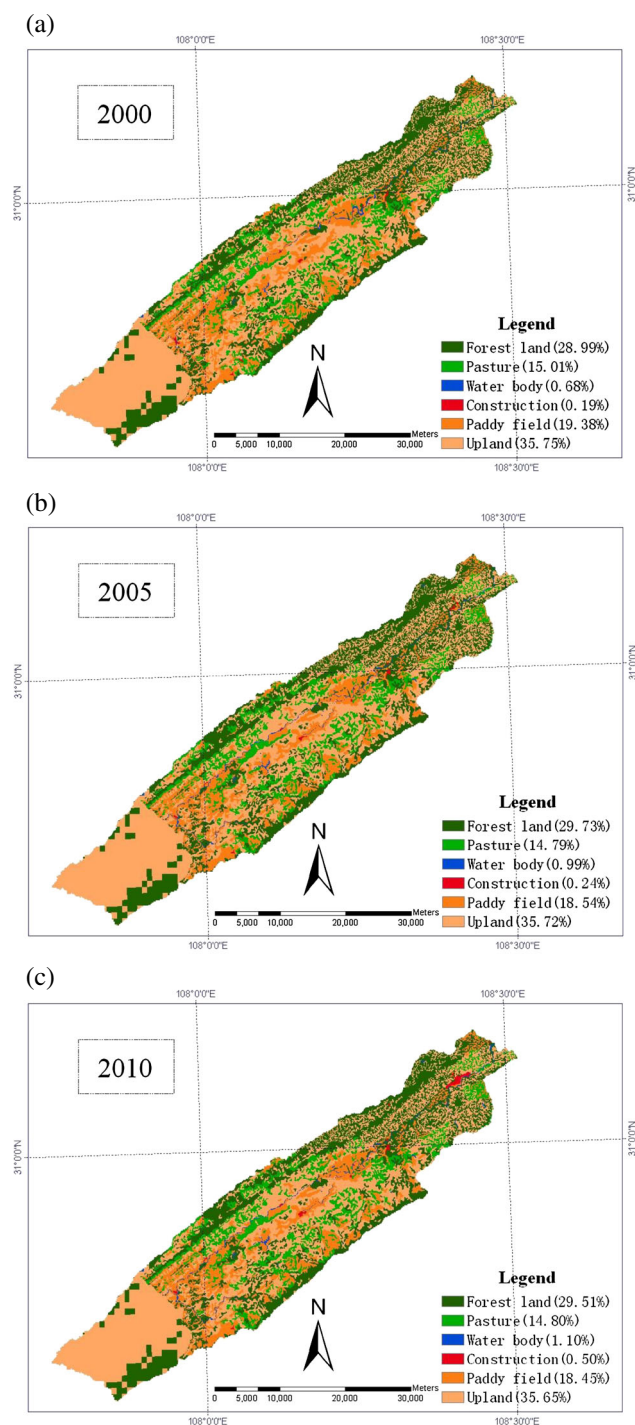 (a)
108°0'0"E 108°30'0"E
2000
31°0'0"N 31°0'0"N
Legend
Forest land(28.99%)
Pasture(15.01%)
Water body(0.68%)
Construction(0.19%)
Paddy field(19.38%)
Upland(35.75%)
N
Meters
0 5,000 10,000 20,000 30,000
108°0'0"E 108°30'0"E
(b)
108°0'0"E 108°30'0"E
2005
31°0'0"N 31°0'0"N
Legend
Forest land(29.73%)
Pasture(14.79%)
Water body(0.99%)
Construction(0.24%)
Paddy field(18.54%)
Upland(35.72%)
N
Meters
0 5,000 10,000 20,000 30,000
108°0'0"E 108°30'0"E
(c)
108°0'0"E 108°30'0"E
2010
31°0'0"N 31°0'0"N
Legend
Forest land(29.51%)
Pasture(14.80%)
Water body(1.10%)
Construction(0.50%)
Paddy field(18.45%)
Upland(35.65%)
N
Meters
0 5,000 10,000 20,000 30,000
108°0'0"E 108°30'0"E